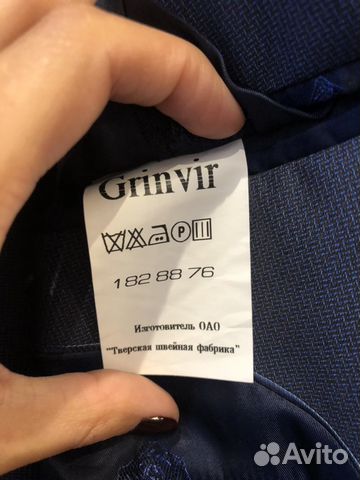 Grinvir
182 88 76
Изготовитель ОАО
"Тверская швейная фабрика"
Avito